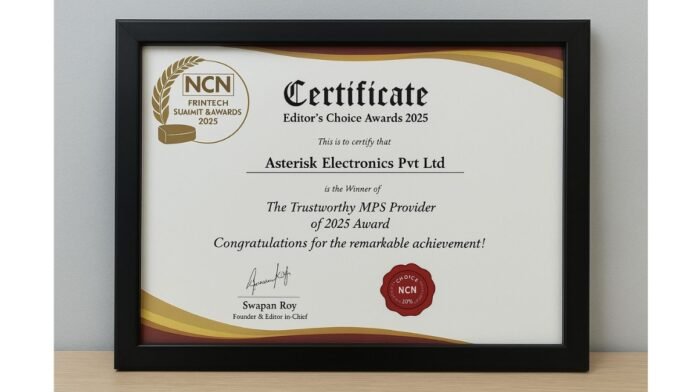 NCN
FRINTECH
SUMMIT & AWARDS
2025
Certificate
Editor's Choice Awards 2025
This is to certify that
Asterisk Electronics Pvt Ltd
is the Winner of
The Trustworthy MPS Provider
of 2025 Award
Congratulations for the remarkable achievement!
Swapan Roy
Founder & Editor in-Chief
CHOICE
NCN